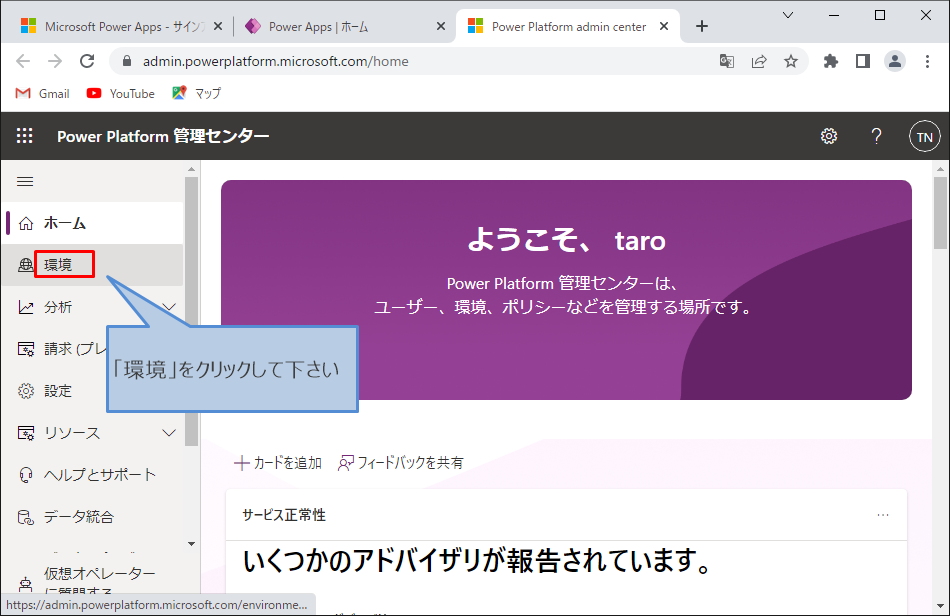 Microsoft Power Apps - サインフ
Power Apps | ホーム
Power Platform admin center
admin.powerplatform.microsoft.com/home
Gmail
YouTube
マップ
Power Platform 管理センター
?
TN
ホーム
環境
分析
請求 (プレ
設定
リソース
ヘルプとサポート
データ統合
仮想オペレーター
に質問する
ようこそ、 taro
Power Platform 管理センターは、
ユーザー、環境、ポリシーなどを管理する場所です。
「環境」をクリックして下さい
カードを追加
フィードバックを共有
サービス正常性
...
いくつかのアドバイザリが報告されています。
https://admin.powerplatform.microsoft.com/environme...